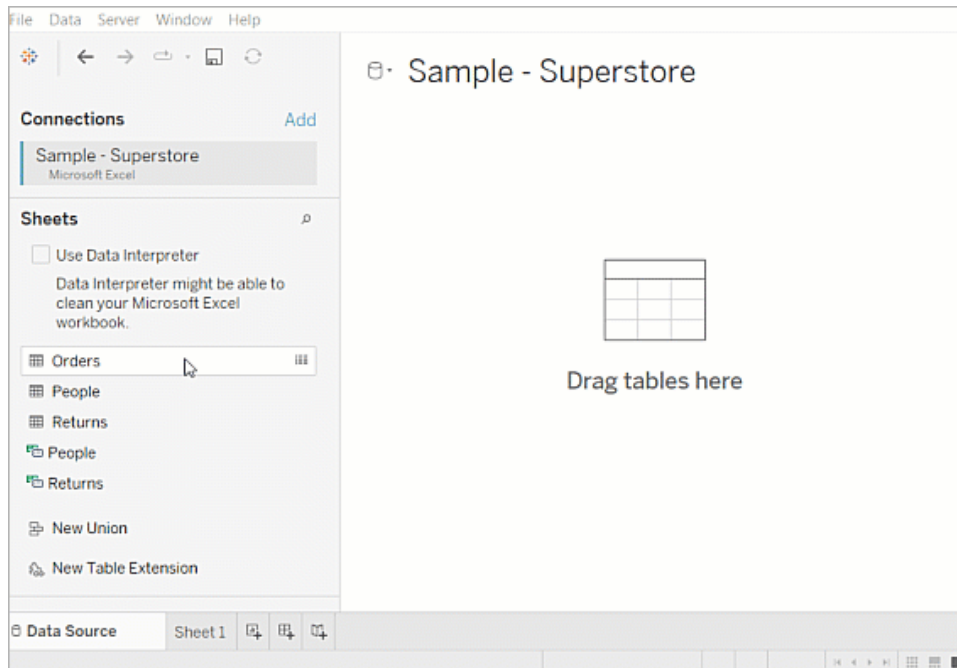 File Data Server Window Help
Sample - Superstore
Connections Add
Sample - Superstore
Microsoft Excel
Sheets
Use Data Interpreter
Data Interpreter might be able to
clean your Microsoft Excel
workbook.
Orders
People
Returns
People
Returns
New Union
New Table Extension
Drag tables here
Data Source Sheet 1